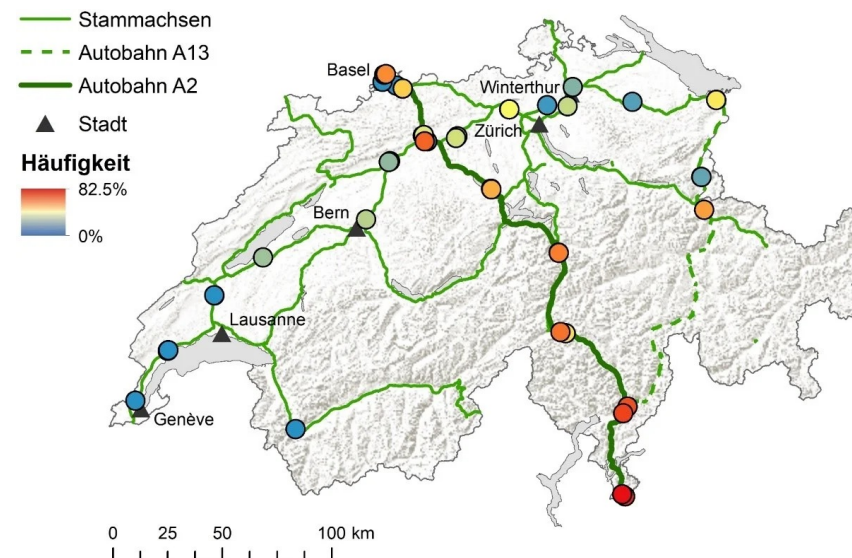 Stammachsen
Autobahn A13
Autobahn A2
Stadt
Häufigkeit
82.5%
0%
Basel
Winterthur
Zürich
Bern
Lausanne
Genève
0 25 50 100 km